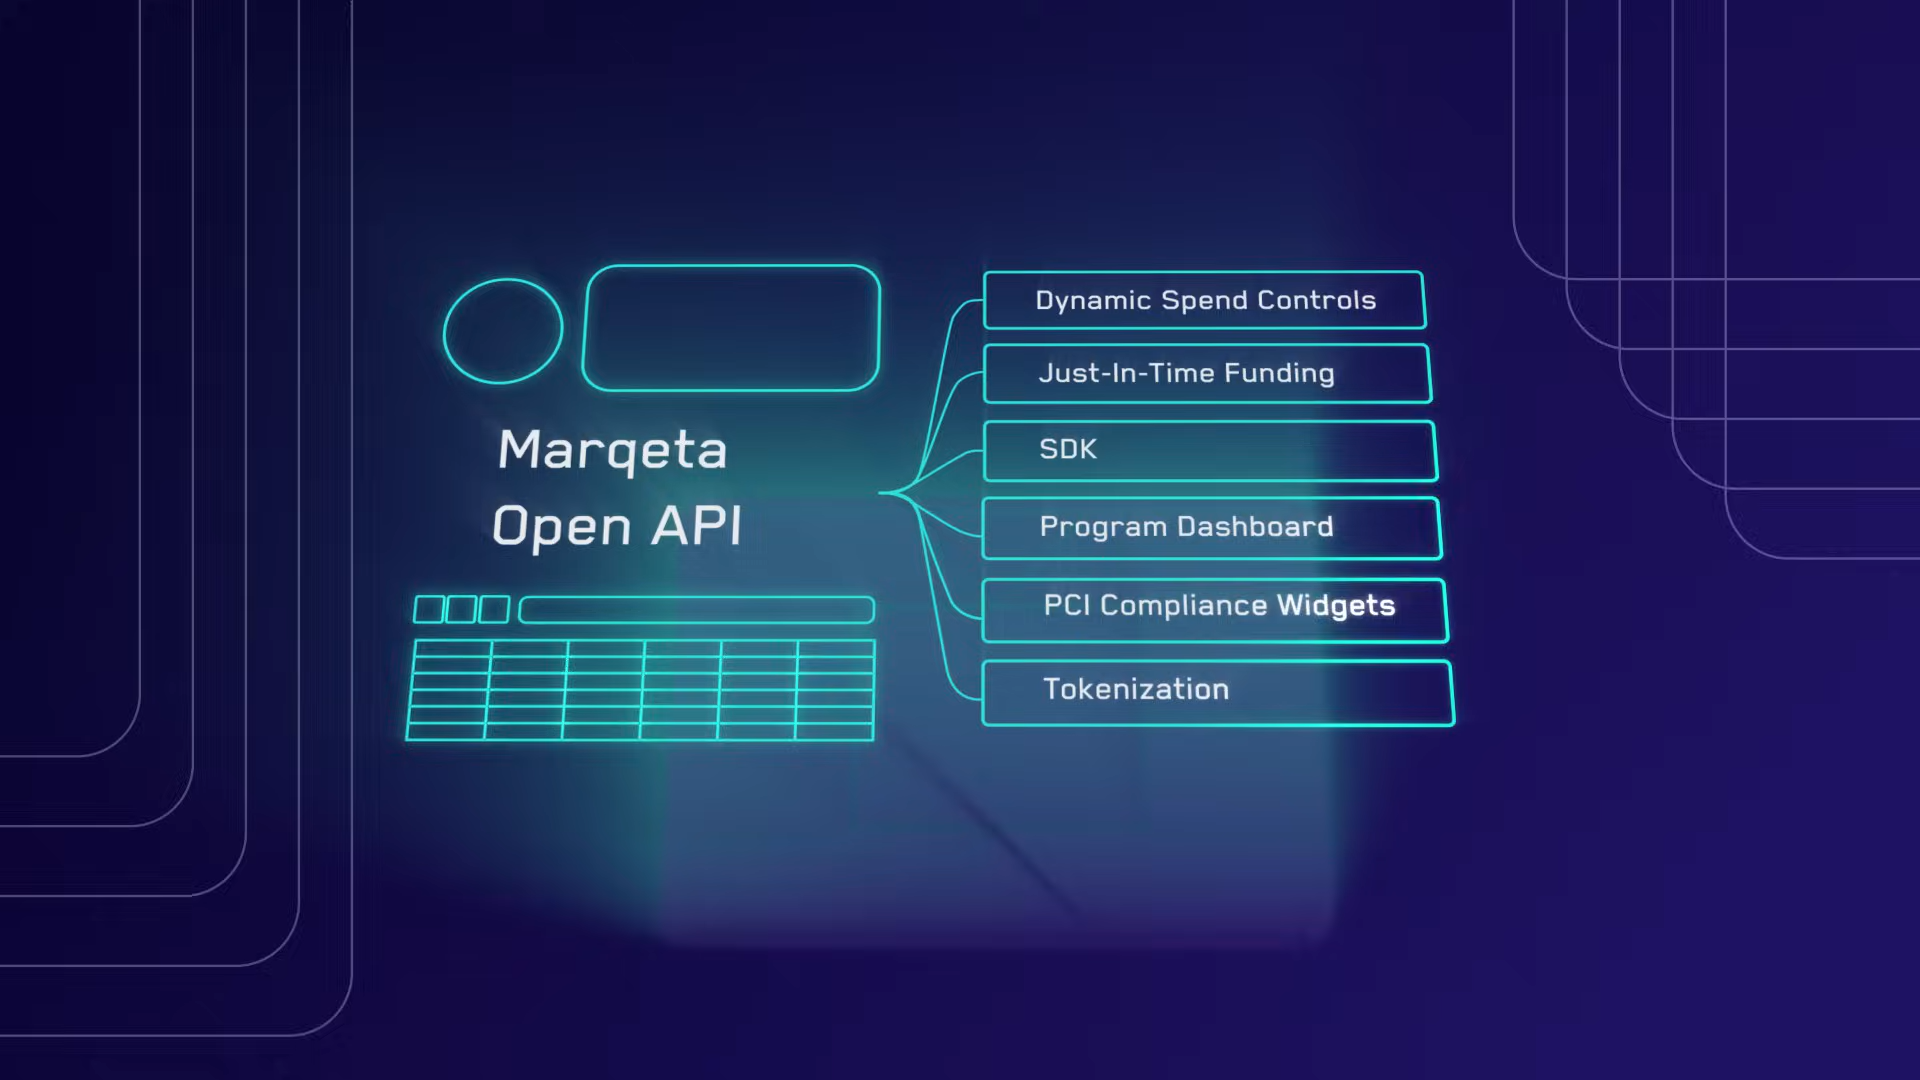 Marqeta
Open API
Dynamic Spend Controls
Just-In-Time Funding
SDK
Program Dashboard
PCI Compliance Widgets
Tokenization